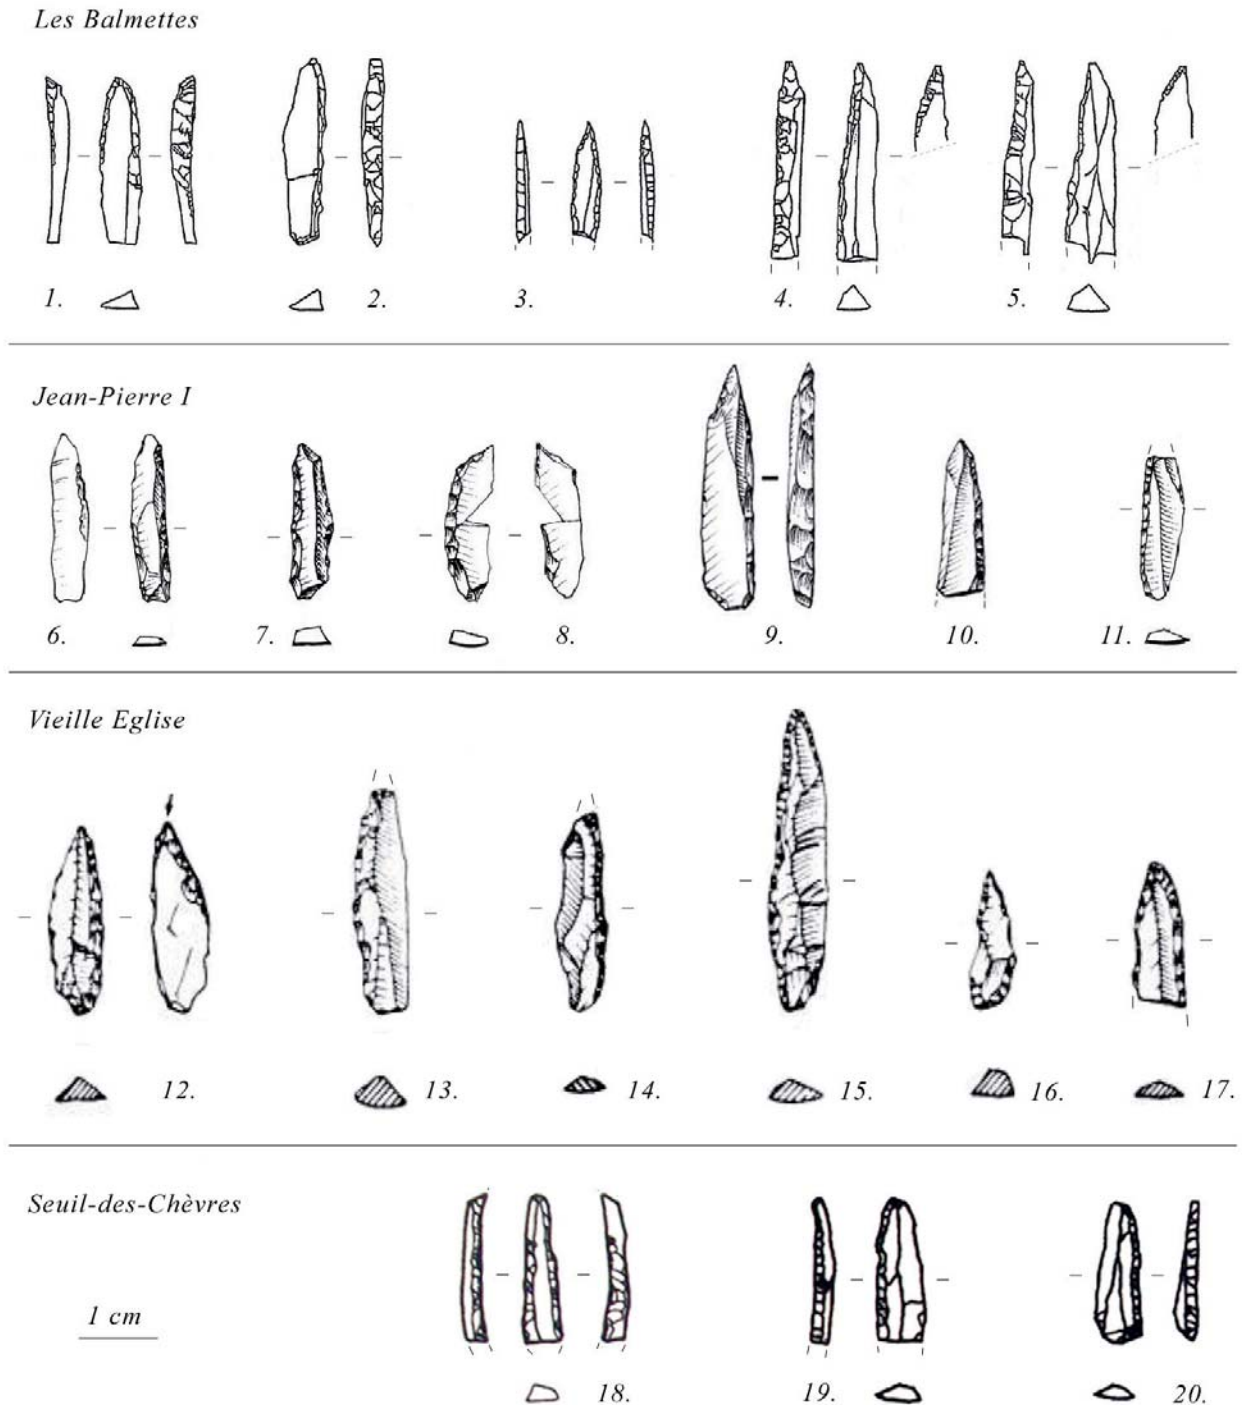 Les Balmettes
1. 2. 3. 4. 5.
Jean-Pierre I
6. 7. 8. 9. 10. 11.
Vieille Eglise
12. 13. 14. 15. 16. 17.
Seuil-des-Chèvres
1 cm
18. 19. 20.